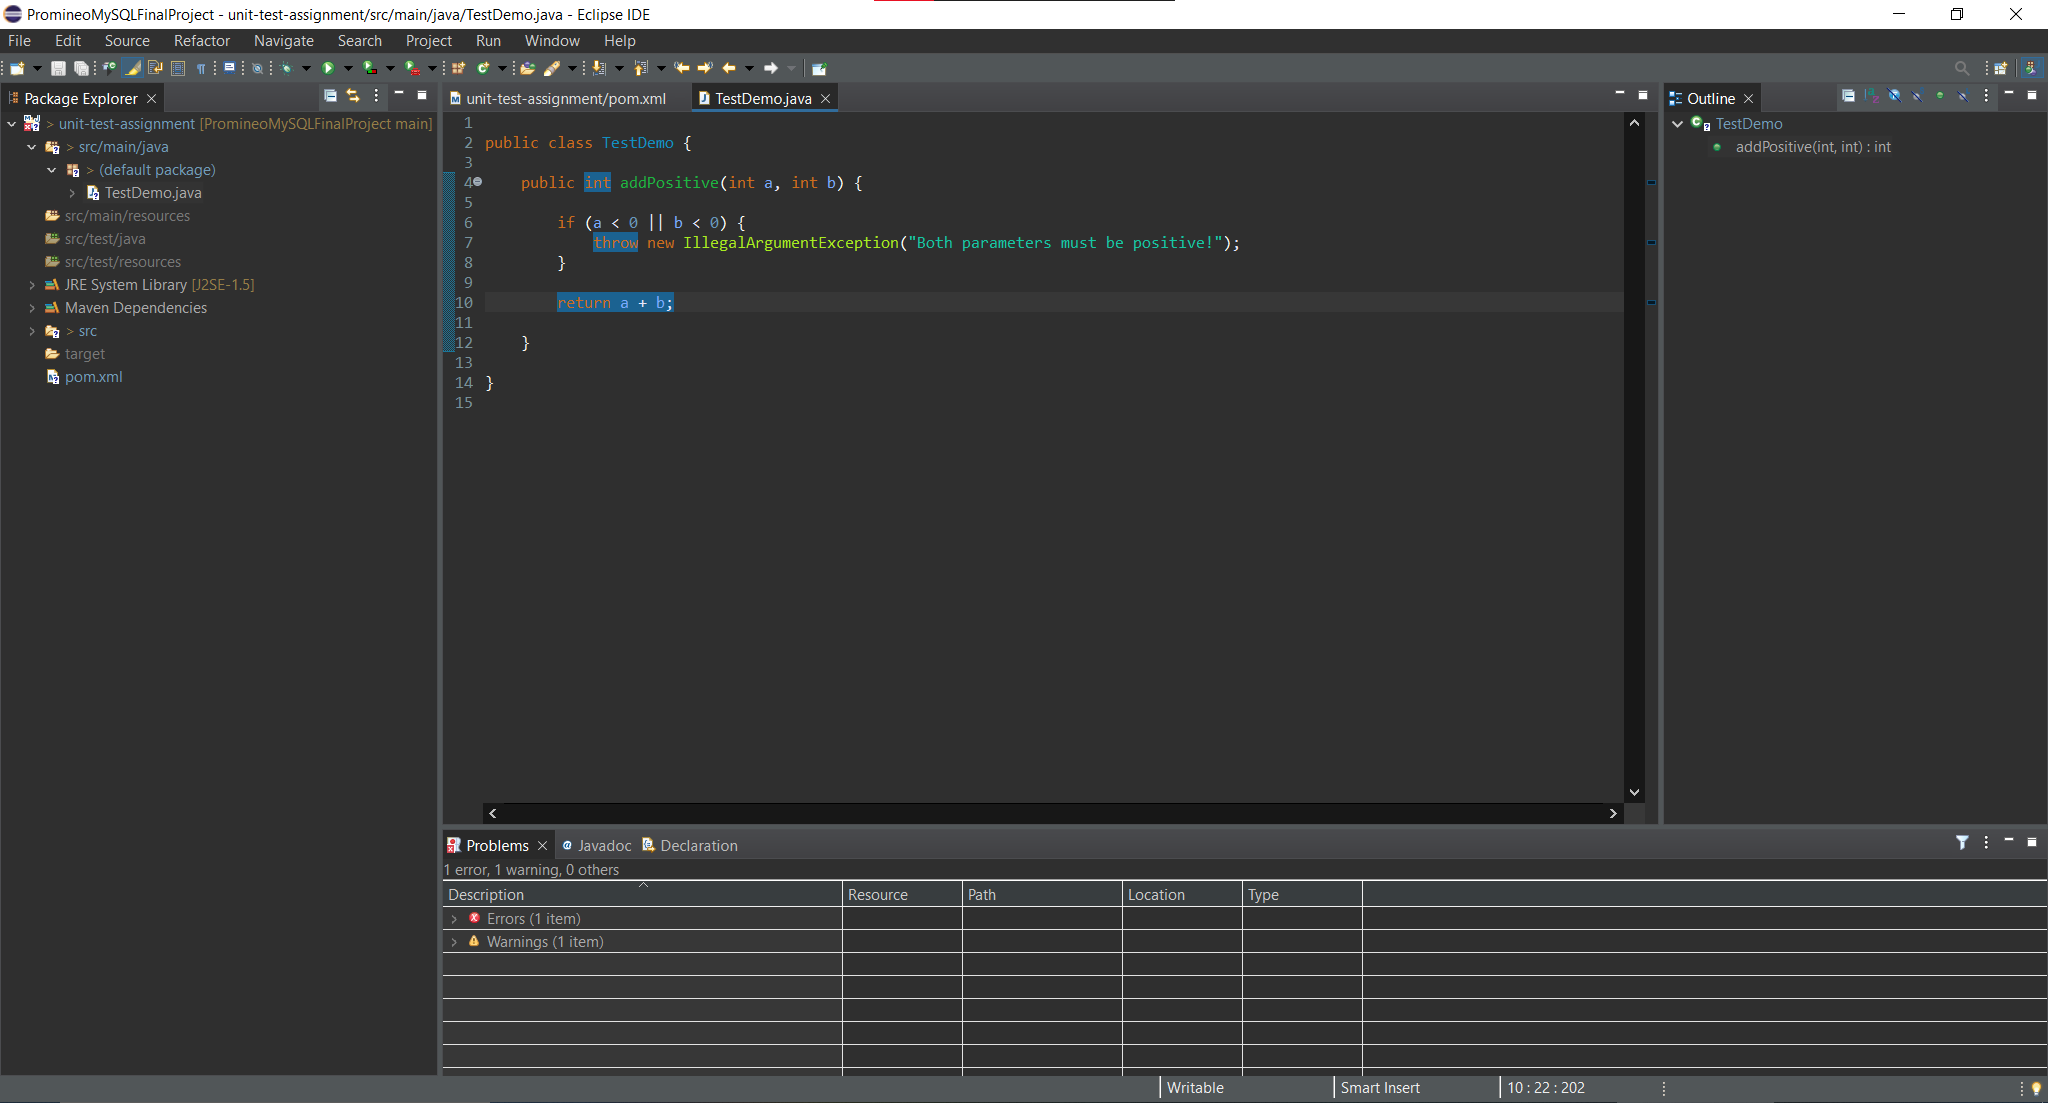 PromineoMySQLFinalProject - unit-test-assignment/src/main/java/TestDemo.java - Eclipse IDE
File Edit Source Refactor Navigate Search Project Run Window Help
Package Explorer
> unit-test-assignment [PromineoMySQLFinalProject main]
> src/main/java
> (default package)
TestDemo.java
src/main/resources
src/test/java
src/test/resources
JRE System Library [J2SE-1.5]
Maven Dependencies
> src
target
pom.xml
unit-test-assignment/pom.xml TestDemo.java
1
2 public class TestDemo {
3
4 public int addPositive(int a, int b) {
5
6 if (a < 0 || b < 0) {
7 throw new IllegalArgumentException("Both parameters must be positive!");
8 }
9
10 return a + b;
11
12 }
13
14 }
15
Outline
TestDemo
addPositive(int, int) : int
Problems Javadoc Declaration
1 error, 1 warning, 0 others
Description Resource Path Location Type
Errors (1 item)
Warnings (1 item)
Writable Smart Insert 10 : 22 : 202